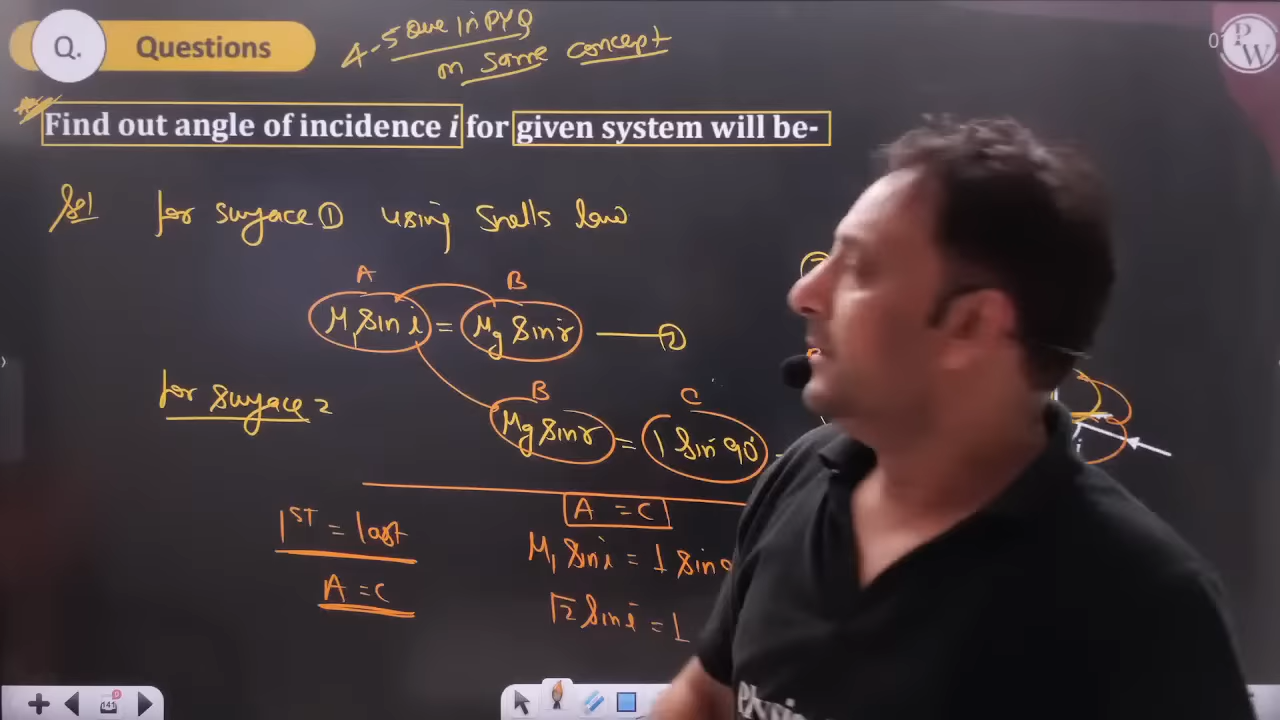 Q. Questions
4-5 Que in PYQ
on same concept
PW
Find out angle of incidence i for given system will be-
Sol for surface ① using Snells law
A B
μ₁ sin i = μg sin r
for surface 2
B C
μg sin r = 1 sin 90°
A = C
1ST = last
μ₁ sin i = 1 sin
A = C
√2 sin i = 1
i
141